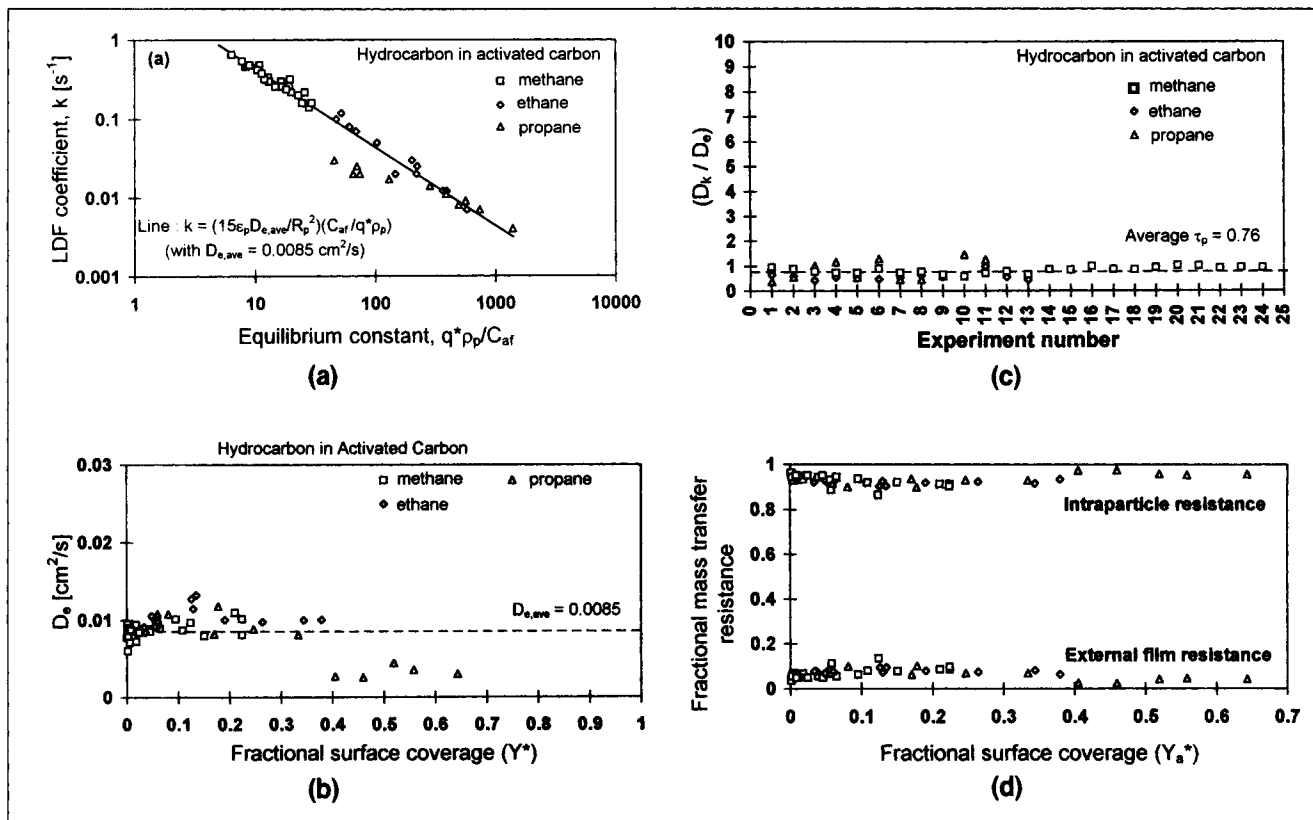 (a)
Hydrocarbon in activated carbon
methane
ethane
propane
LDF coefficient, k [s⁻¹]
1
0.1
0.01
0.001
Line : k = (15εₚDₑ,ₐᵥₑ/Rₚ²)(C_af/q*ρₚ)
(with Dₑ,ₐᵥₑ = 0.0085 cm²/s)
1 10 100 1000 10000
Equilibrium constant, q*ρₚ/C_af
(a)
Hydrocarbon in activated carbon
methane
ethane
propane
(Dₖ / Dₑ)
10
9
8
7
6
5
4
3
2
1
0
Average τₚ = 0.76
0 1 2 3 4 5 6 7 8 9 10 11 12 13 14 15 16 17 18 19 20 21 22 23 24 25
Experiment number
(c)
Hydrocarbon in Activated Carbon
methane propane
ethane
Dₑ [cm²/s]
0.03
0.02
0.01
0
Dₑ,ₐᵥₑ = 0.0085
0 0.1 0.2 0.3 0.4 0.5 0.6 0.7 0.8 0.9 1
Fractional surface coverage (Y*)
(b)
Fractional mass transfer
resistance
1
0.8
0.6
0.4
0.2
0
Intraparticle resistance
External film resistance
0 0.1 0.2 0.3 0.4 0.5 0.6 0.7
Fractional surface coverage (Yₐ*)
(d)